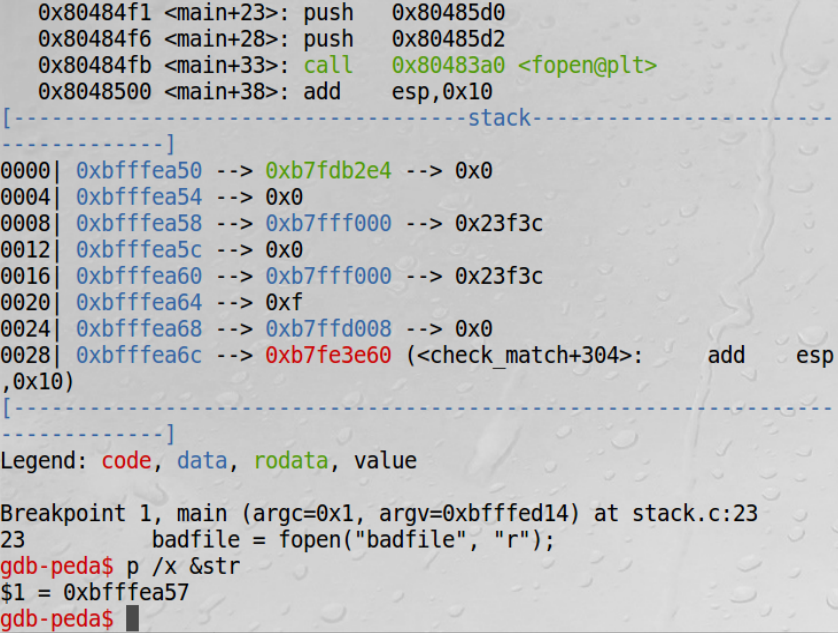 0x80484f1 <main+23>: push   0x80485d0
0x80484f6 <main+28>: push   0x80485d2
0x80484fb <main+33>: call   0x80483a0 <fopen@plt>
0x8048500 <main+38>: add    esp,0x10
[------------------------------------stack------------------------
-------------]
0000| 0xbfffea50 --> 0xb7fdb2e4 --> 0x0
0004| 0xbfffea54 --> 0x0
0008| 0xbfffea58 --> 0xb7fff000 --> 0x23f3c
0012| 0xbfffea5c --> 0x0
0016| 0xbfffea60 --> 0xb7fff000 --> 0x23f3c
0020| 0xbfffea64 --> 0xf
0024| 0xbfffea68 --> 0xb7ffd008 --> 0x0
0028| 0xbfffea6c --> 0xb7fe3e60 (<check_match+304>:     add    esp
,0x10)
[-----------------------------------------------------------------
-------------]
Legend: code, data, rodata, value

Breakpoint 1, main (argc=0x1, argv=0xbfffed14) at stack.c:23
23          badfile = fopen("badfile", "r");
gdb-peda$ p /x &str
$1 = 0xbfffea57
gdb-peda$